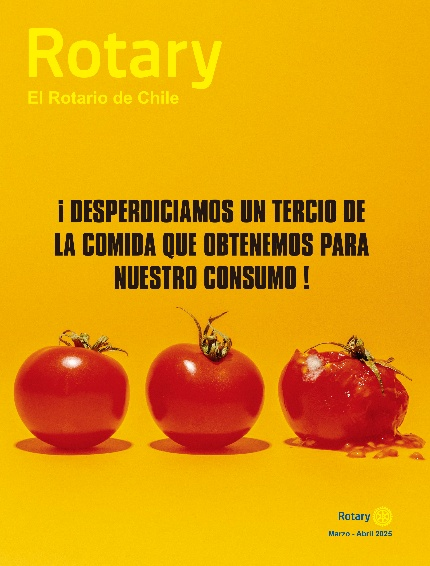 Rotary
El Rotario de Chile
¡ DESPERDICIAMOS UN TERCIO DE
LA COMIDA QUE OBTENEMOS PARA
NUESTRO CONSUMO !
Rotary
Marzo - Abril 2025